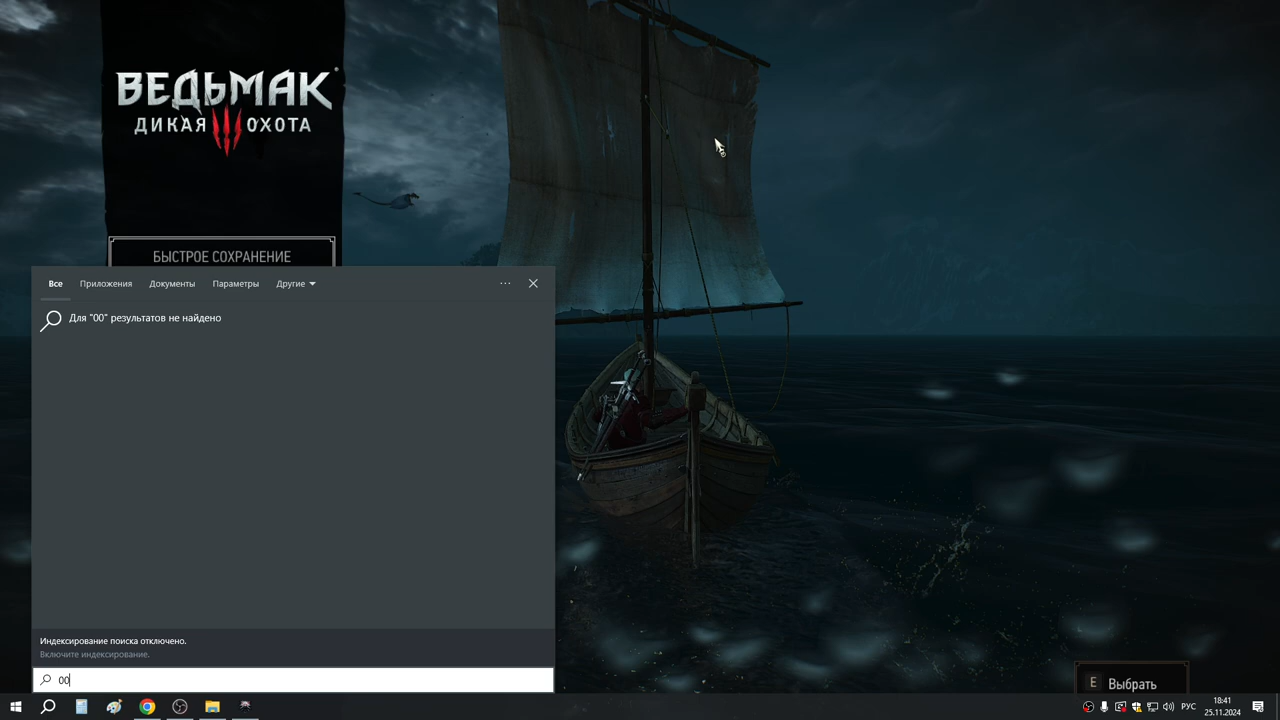 ВЕДЬМАК
ДИКАЯ ОХОТА
БЫСТРОЕ СОХРАНЕНИЕ
Все Приложения Документы Параметры Другие
Для "00" результатов не найдено
Индексирование поиска отключено.
Включите индексирование.
00
E Выбрать
РУС
18:41
25.11.2024